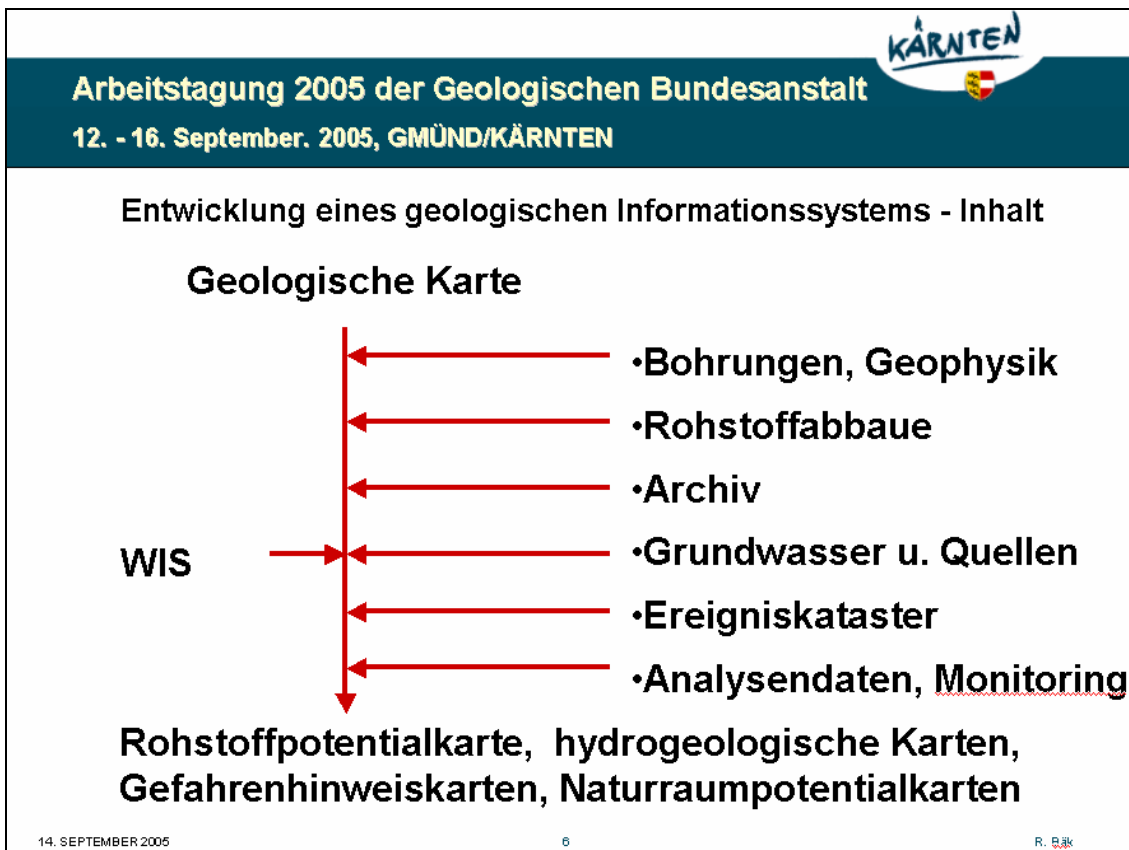 KÄRNTEN
Arbeitstagung 2005 der Geologischen Bundesanstalt
12. - 16. September. 2005, GMÜND/KÄRNTEN
Entwicklung eines geologischen Informationssystems - Inhalt
Geologische Karte
•Bohrungen, Geophysik
•Rohstoffabbaue
•Archiv
WIS
•Grundwasser u. Quellen
•Ereigniskataster
•Analysendaten, Monitoring
Rohstoffpotentialkarte, hydrogeologische Karten,
Gefahrenhinweiskarten, Naturraumpotentialkarten
14. SEPTEMBER 2005
6
R. Bäk